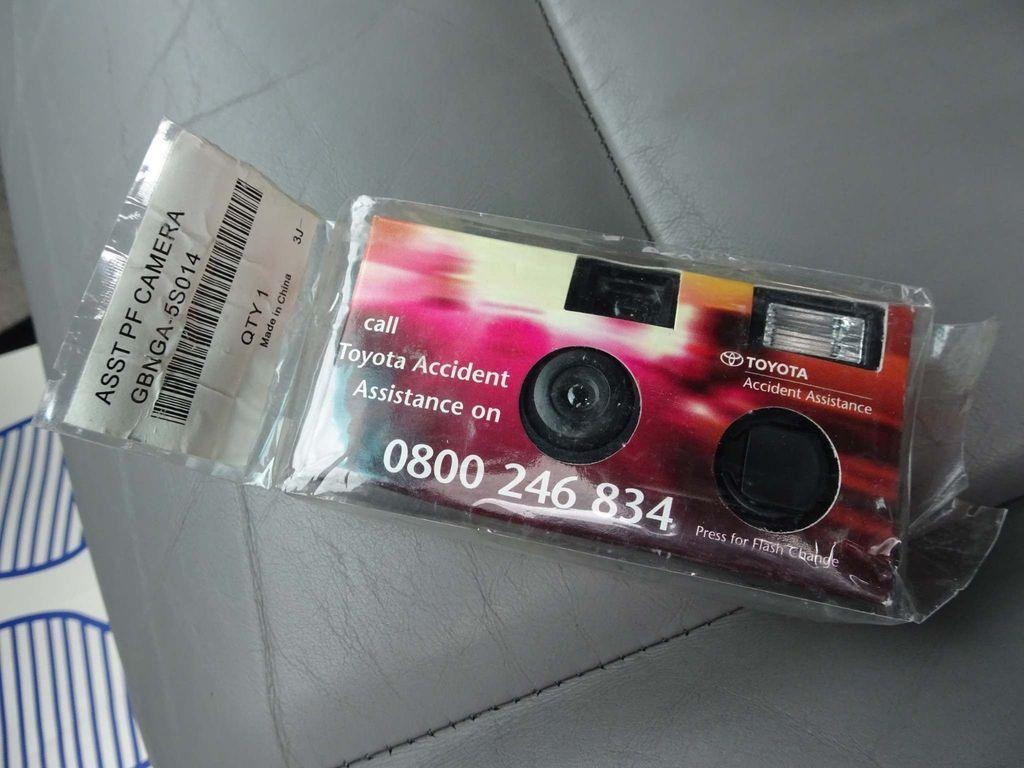 ASST PF CAMERA
GBNGA-5S014
QTY 1
Made in China
3J
call
Toyota Accident
Assistance on
0800 246 834
TOYOTA
Accident Assistance
Press for Flash Charge